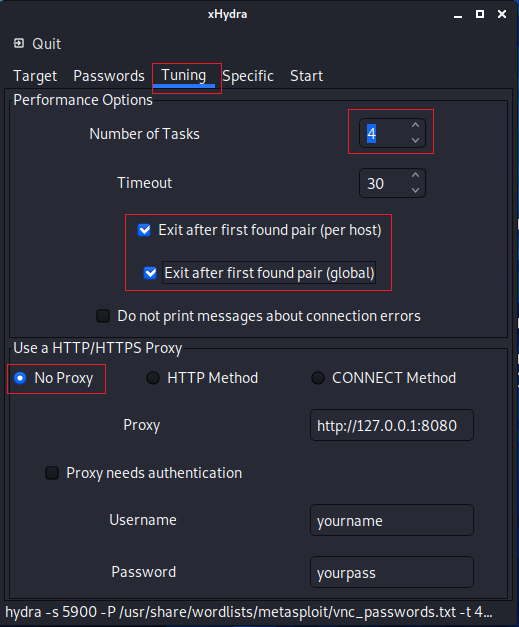 xHydra
Quit
Target Passwords Tuning Specific Start
Performance Options
Number of Tasks 4
Timeout 30
Exit after first found pair (per host)
Exit after first found pair (global)
Do not print messages about connection errors
Use a HTTP/HTTPS Proxy
No Proxy HTTP Method CONNECT Method
Proxy http://127.0.0.1:8080
Proxy needs authentication
Username yourname
Password yourpass
hydra -s 5900 -P /usr/share/wordlists/metasploit/vnc_passwords.txt -t 4...